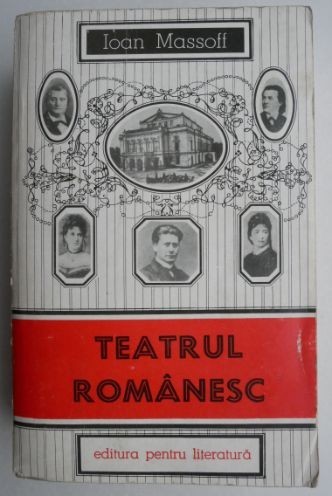 Ioan Massoff
TEATRUL
ROMÂNESC
editura pentru literatură